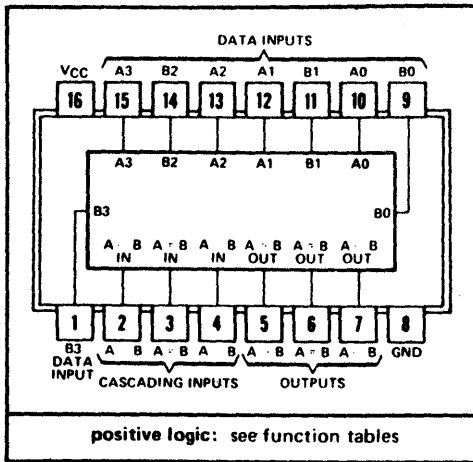 DATA INPUTS
VCC A3 B2 A2 A1 B1 A0 B0
16 15 14 13 12 11 10 9
A3 B2 A2 A1 B1 A0
B3 B0
A B A = B A B A B A = B A B
IN IN IN OUT OUT OUT
1 2 3 4 5 6 7 8
B3 A B A = B A B A B A = B A B GND
DATA
INPUT
CASCADING INPUTS OUTPUTS
positive logic: see function tables